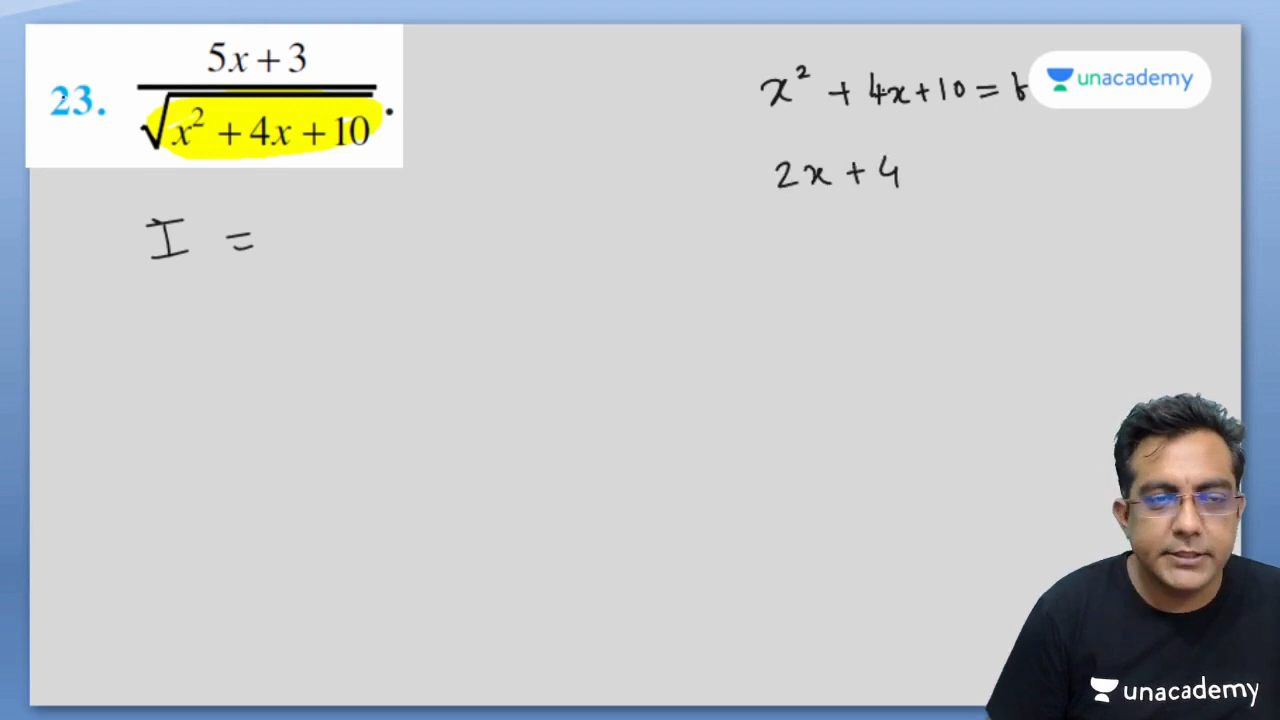 23. 5x + 3
√x² + 4x + 10 .
x² + 4x + 10 =
unacademy
2x + 4
I =
unacademy